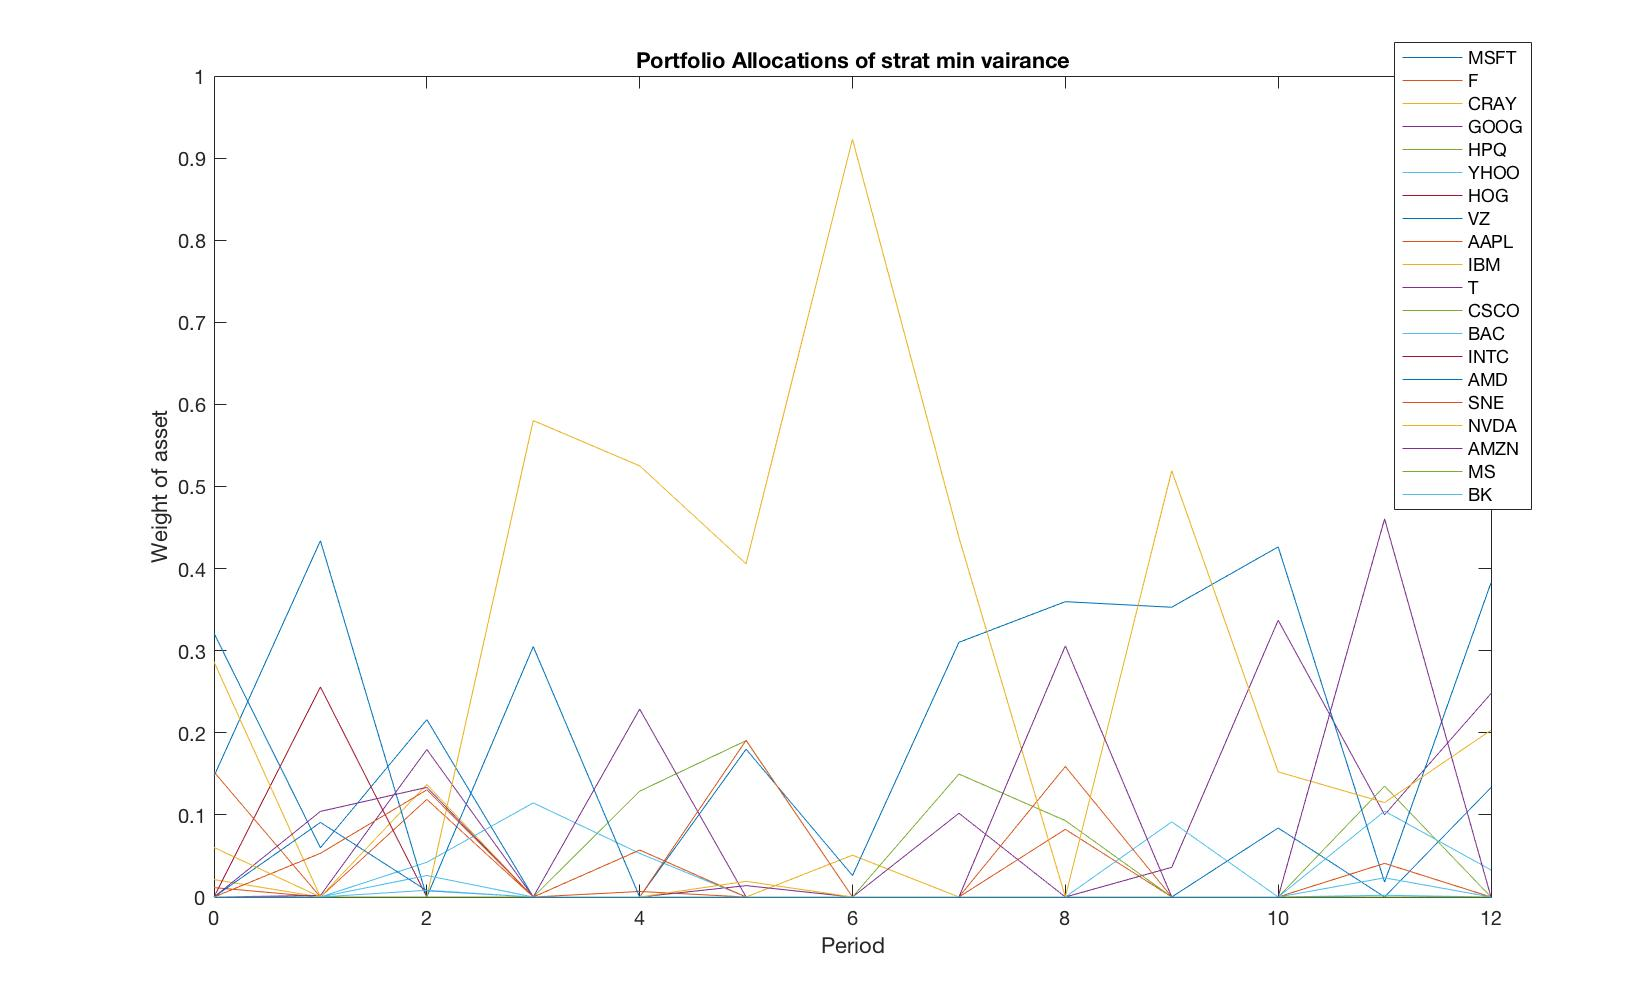 Portfolio Allocations of strat min vairance
1
0.9
0.8
0.7
0.6
0.5
0.4
0.3
0.2
0.1
0
Weight of asset
0 2 4 6 8 10 12
Period
MSFT
F
CRAY
GOOG
HPQ
YHOO
HOG
VZ
AAPL
IBM
T
CSCO
BAC
INTC
AMD
SNE
NVDA
AMZN
MS
BK